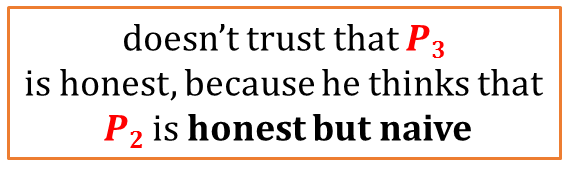 doesn’t trust that P₃
is honest, because he thinks that
P₂ is honest but naive